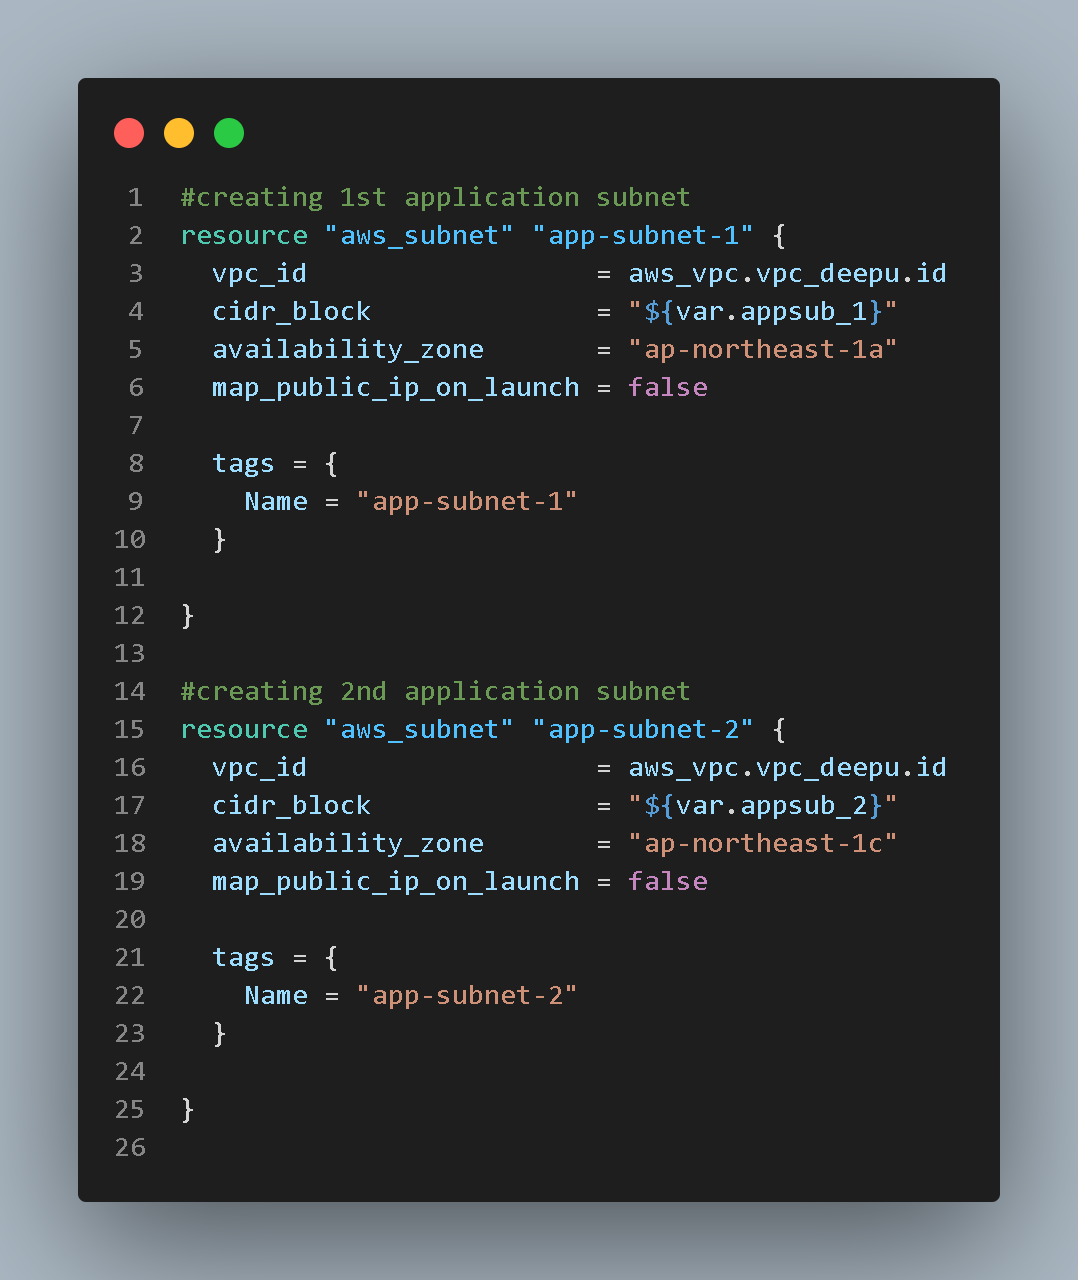 1 #creating 1st application subnet
2 resource "aws_subnet" "app-subnet-1" {
3   vpc_id                  = aws_vpc.vpc_deepu.id
4   cidr_block              = "${var.appsub_1}"
5   availability_zone       = "ap-northeast-1a"
6   map_public_ip_on_launch = false
7
8   tags = {
9     Name = "app-subnet-1"
10   }
11
12 }
13
14 #creating 2nd application subnet
15 resource "aws_subnet" "app-subnet-2" {
16   vpc_id                  = aws_vpc.vpc_deepu.id
17   cidr_block              = "${var.appsub_2}"
18   availability_zone       = "ap-northeast-1c"
19   map_public_ip_on_launch = false
20
21   tags = {
22     Name = "app-subnet-2"
23   }
24
25 }
26